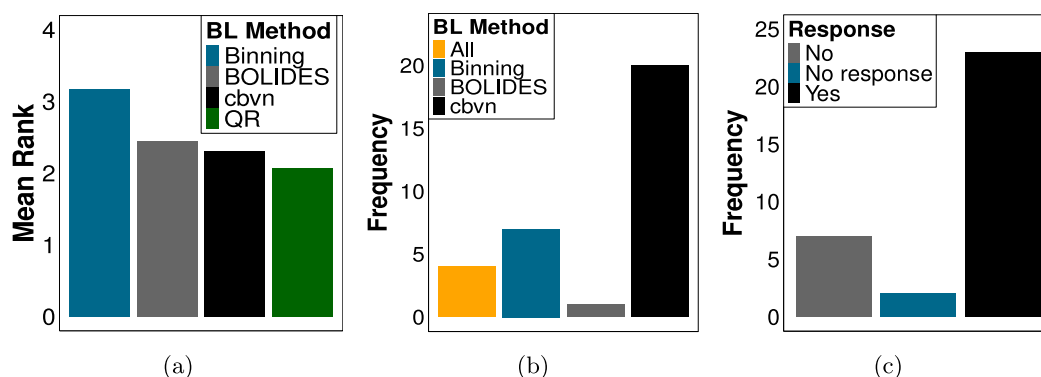 4
3
2
1
0
Mean Rank
BL Method
Binning
BOLIDES
cbvn
QR
(a)
20
15
10
5
0
Frequency
BL Method
All
Binning
BOLIDES
cbvn
(b)
25
20
15
10
5
0
Frequency
Response
No
No response
Yes
(c)